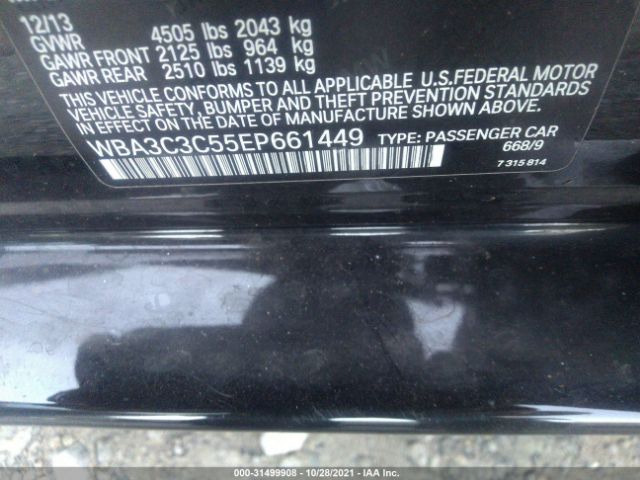 12/13
GVWR 4505 lbs 2043 kg
GAWR FRONT 2125 lbs 964 kg
GAWR REAR 2510 lbs 1139 kg
THIS VEHICLE CONFORMS TO ALL APPLICABLE U.S.FEDERAL MOTOR
VEHICLE SAFETY, BUMPER AND THEFT PREVENTION STANDARDS
IN EFFECT ON THE DATE OF MANUFACTURE SHOWN ABOVE.
WBA3C3C55EP661449 TYPE: PASSENGER CAR
668/9
7 315 814
000-31499908 - 10/28/2021 - IAA Inc.